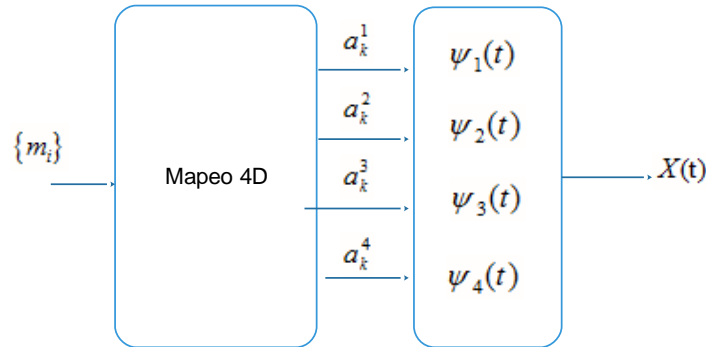 {m_i}
Mapeo 4D
a_k^1
a_k^2
a_k^3
a_k^4
ψ_1(t)
ψ_2(t)
ψ_3(t)
ψ_4(t)
X(t)